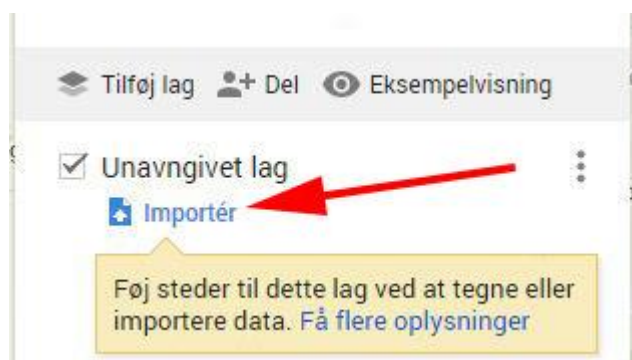 Tilføj lag Del Eksempelvisning
Unavngivet lag
Importér
Føj steder til dette lag ved at tegne eller
importere data. Få flere oplysninger